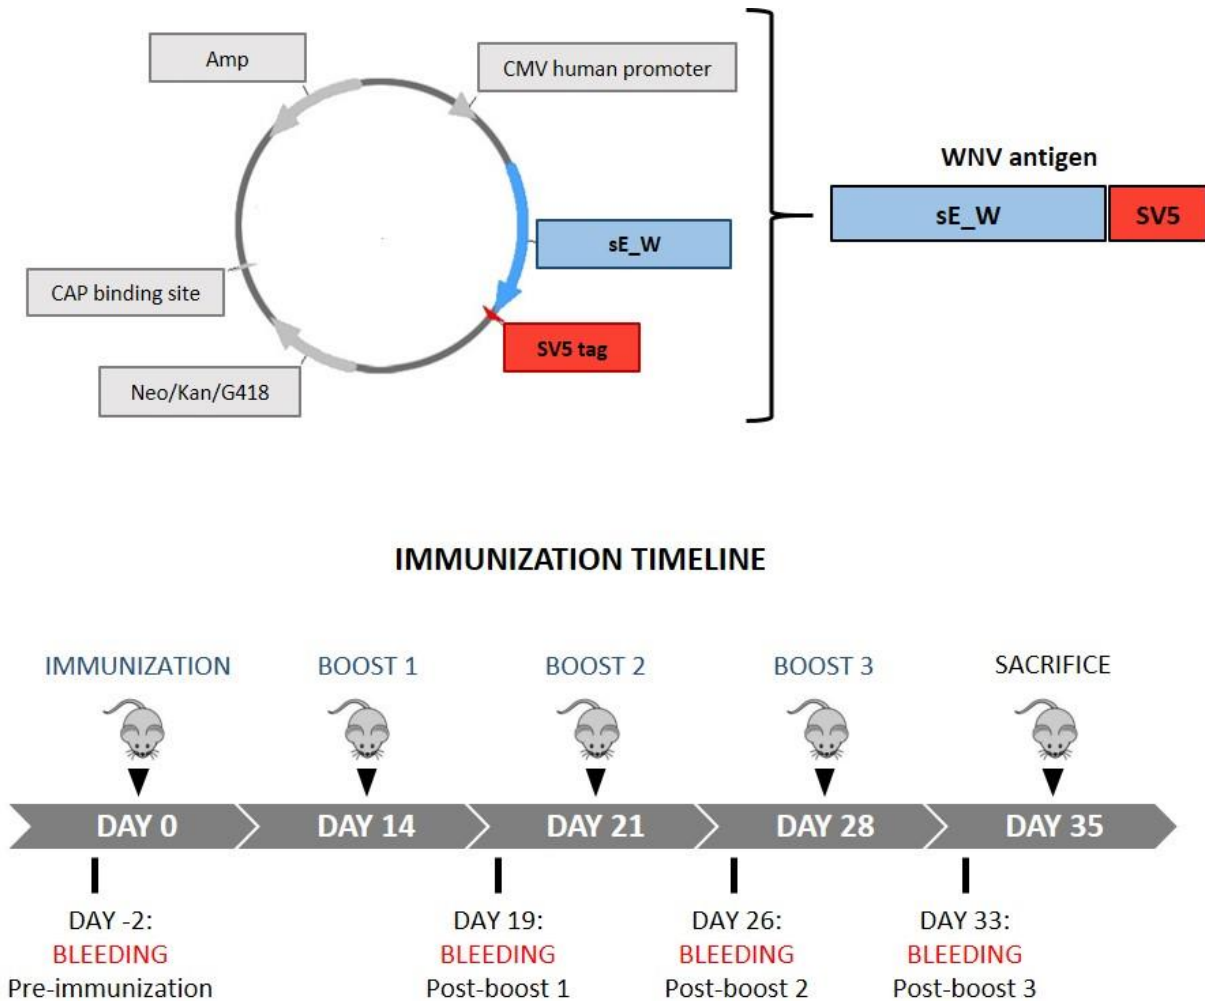 Amp
CMV human promoter
WNV antigen
sE_W
SV5
sE_W
CAP binding site
SV5 tag
Neo/Kan/G418
IMMUNIZATION TIMELINE
IMMUNIZATION
BOOST 1
BOOST 2
BOOST 3
SACRIFICE
DAY 0
DAY 14
DAY 21
DAY 28
DAY 35
DAY -2:
BLEEDING
Pre-immunization
DAY 19:
BLEEDING
Post-boost 1
DAY 26:
BLEEDING
Post-boost 2
DAY 33:
BLEEDING
Post-boost 3